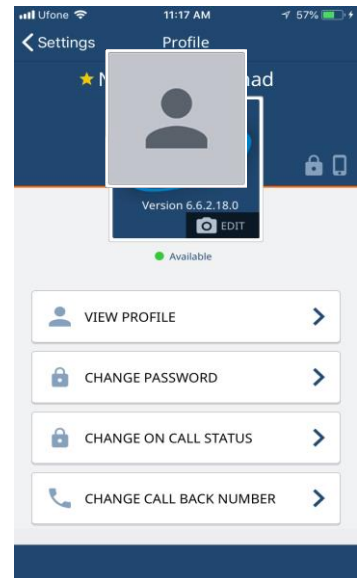 Ufone 11:17 AM 57%
Settings Profile
Version 6.6.2.18.0
EDIT
Available
VIEW PROFILE
CHANGE PASSWORD
CHANGE ON CALL STATUS
CHANGE CALL BACK NUMBER